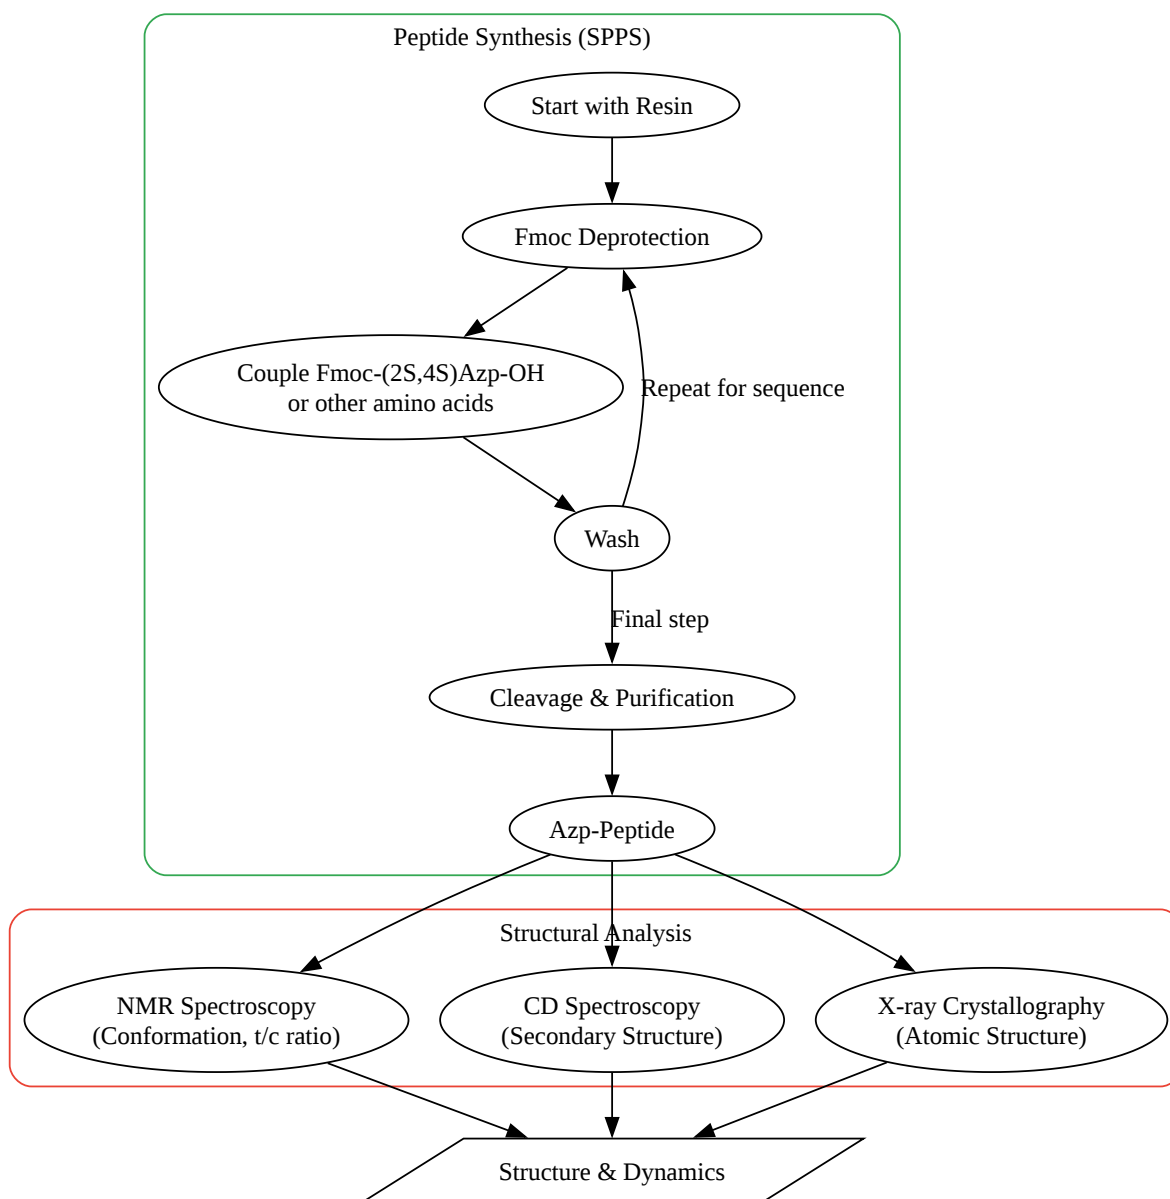 Peptide Synthesis (SPPS)
Start with Resin
Fmoc Deprotection
Couple Fmoc-(2S,4S)Azp-OH
or other amino acids
Repeat for sequence
Wash
Final step
Cleavage & Purification
Azp-Peptide
Structural Analysis
NMR Spectroscopy
(Conformation, t/c ratio)
CD Spectroscopy
(Secondary Structure)
X-ray Crystallography
(Atomic Structure)
Structure & Dynamics